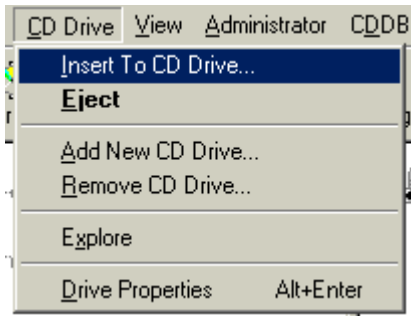 CD Drive View Administrator CDDB
Insert To CD Drive...
Eject
Add New CD Drive...
Remove CD Drive...
Explore
Drive Properties Alt+Enter